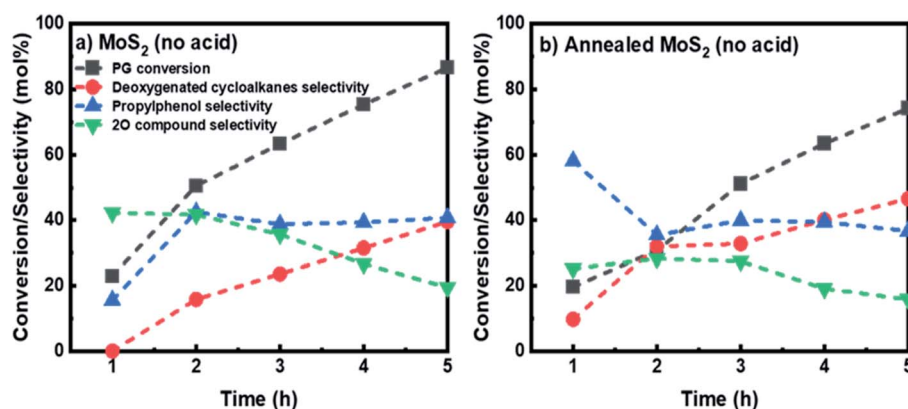 Conversion/Selectivity (mol%)
100
80
60
40
20
0
a) MoS₂ (no acid)
PG conversion
Deoxygenated cycloalkanes selectivity
Propylphenol selectivity
2O compound selectivity
1 2 3 4 5
Time (h)
Conversion/Selectivity (mol%)
100
80
60
40
20
0
b) Annealed MoS₂ (no acid)
1 2 3 4 5
Time (h)